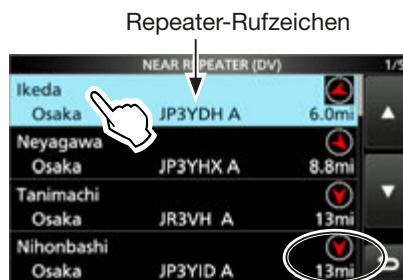 Repeater-Rufzeichen
NEAR REPEATER (DV) 1/5
Ikeda
Osaka JP3YDH A 6.0mi
Neyagawa
Osaka JP3YHX A 8.8mi
Tanimachi
Osaka JR3VH A 13mi
Nihonbashi
Osaka JP3YID A 13mi